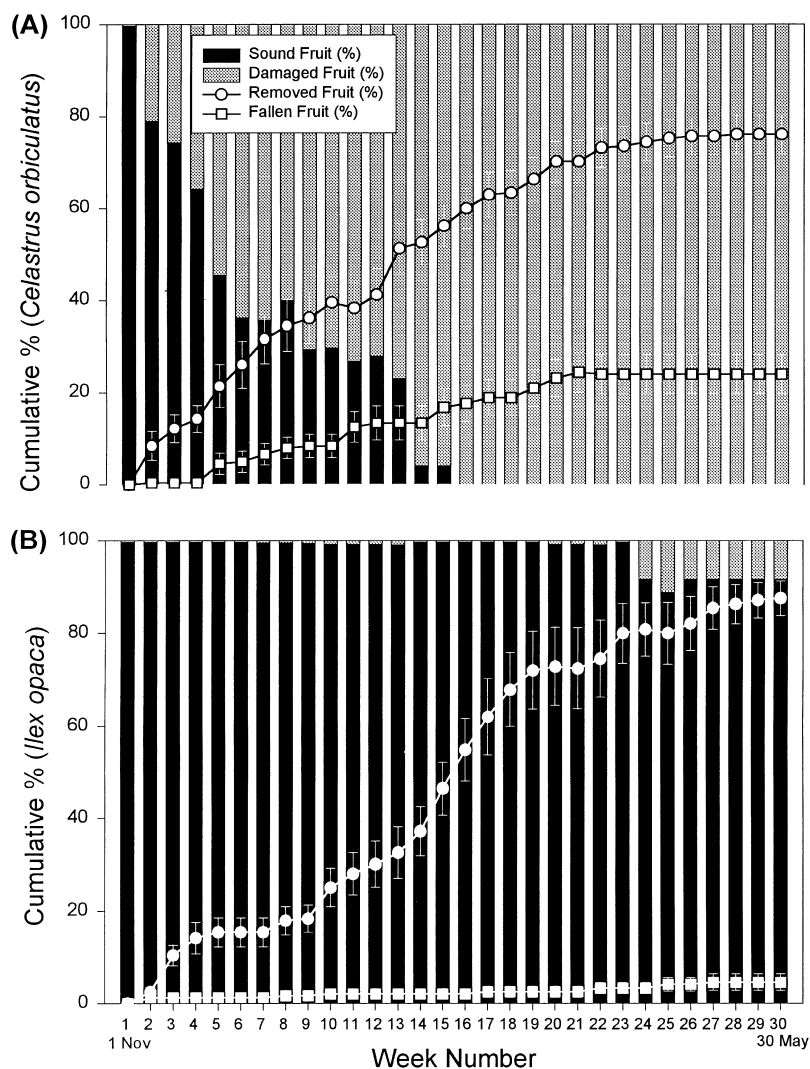 (A)
100
80
60
40
20
0
Cumulative % (Celastrus orbiculatus)
Sound Fruit (%)
Damaged Fruit (%)
Removed Fruit (%)
Fallen Fruit (%)
(B)
100
80
60
40
20
0
Cumulative % (Ilex opaca)
1 2 3 4 5 6 7 8 9 10 11 12 13 14 15 16 17 18 19 20 21 22 23 24 25 26 27 28 29 30
1 Nov 30 May
Week Number